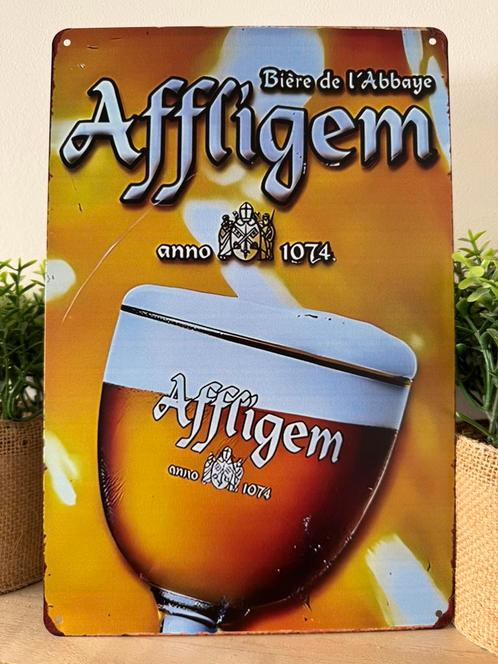 Bière de l'Abbaye
Affligem
anno 1074.
Affligem
anno 1074